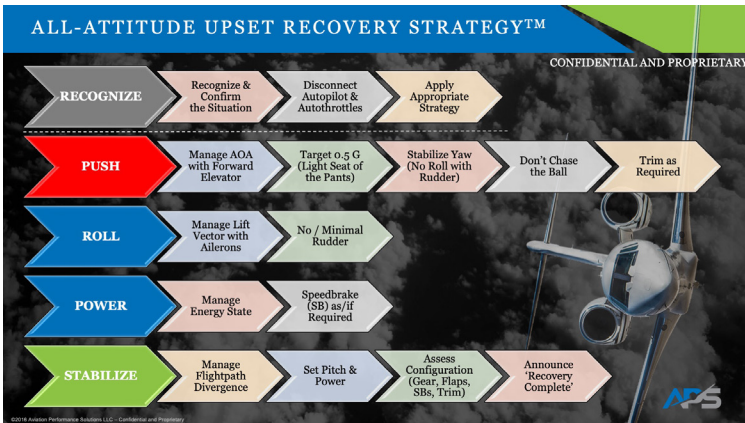 ALL-ATTITUDE UPSET RECOVERY STRATEGY™
CONFIDENTIAL AND PROPRIETARY
RECOGNIZE
Recognize &
Confirm
the Situation
Disconnect
Autopilot &
Autothrottles
Apply
Appropriate
Strategy
PUSH
Manage AOA
with Forward
Elevator
Target 0.5 G
(Light Seat of
the Pants)
Stabilize Yaw
(No Roll with
Rudder)
Don't Chase
the Ball
Trim as
Required
ROLL
Manage Lift
Vector with
Ailerons
No / Minimal
Rudder
POWER
Manage
Energy State
Speedbrake
(SB) as/if
Required
STABILIZE
Manage
Flightpath
Divergence
Set Pitch &
Power
Assess
Configuration
(Gear, Flaps,
SBs, Trim)
Announce
'Recovery
Complete'
APS
©2016 Aviation Performance Solutions LLC – Confidential and Proprietary